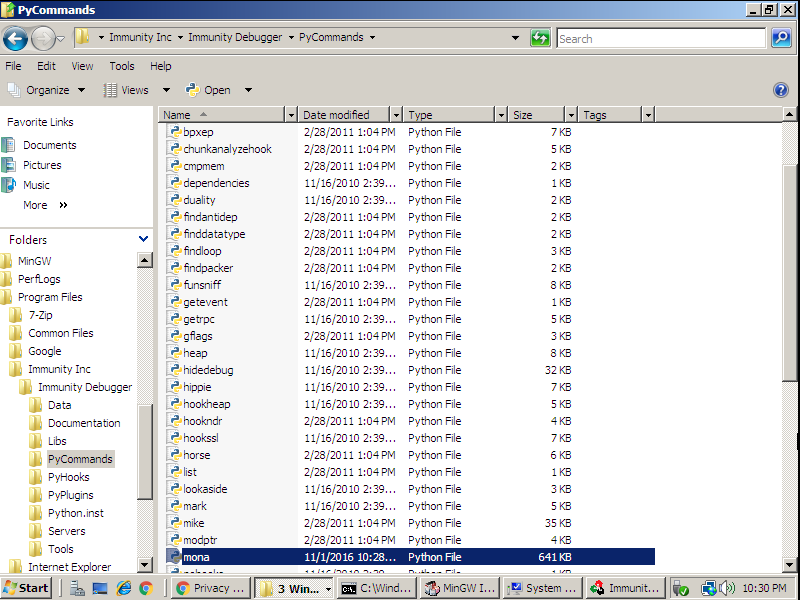 PyCommands
Immunity Inc Immunity Debugger PyCommands Search
File Edit View Tools Help
Organize Views Open
Favorite Links
Documents
Pictures
Music
More »
Folders
MinGW
PerfLogs
Program Files
7-Zip
Common Files
Google
Immunity Inc
Immunity Debugger
Data
Documentation
Libs
PyCommands
PyHooks
PyPlugins
Python.inst
Servers
Tools
Internet Explorer
Name Date modified Type Size Tags
bpxep 2/28/2011 1:04 PM Python File 7 KB
chunkanalyzehook 2/28/2011 1:04 PM Python File 5 KB
cmpmem 2/28/2011 1:04 PM Python File 2 KB
dependencies 11/16/2010 2:39... Python File 1 KB
duality 11/16/2010 2:39... Python File 2 KB
findantidep 2/28/2011 1:04 PM Python File 2 KB
finddatatype 2/28/2011 1:04 PM Python File 2 KB
findloop 2/28/2011 1:04 PM Python File 3 KB
findpacker 2/28/2011 1:04 PM Python File 2 KB
funsniff 11/16/2010 2:39... Python File 8 KB
getevent 2/28/2011 1:04 PM Python File 1 KB
getrpc 11/16/2010 2:39... Python File 5 KB
gflags 2/28/2011 1:04 PM Python File 3 KB
heap 11/16/2010 2:39... Python File 8 KB
hidedebug 11/16/2010 2:39... Python File 32 KB
hippie 11/16/2010 2:39... Python File 7 KB
hookheap 11/16/2010 2:39... Python File 5 KB
hookndr 2/28/2011 1:04 PM Python File 4 KB
hookssl 11/16/2010 2:39... Python File 7 KB
horse 2/28/2011 1:04 PM Python File 6 KB
list 2/28/2011 1:04 PM Python File 1 KB
lookaside 11/16/2010 2:39... Python File 3 KB
mark 11/16/2010 2:39... Python File 5 KB
mike 2/28/2011 1:04 PM Python File 35 KB
modptr 2/28/2011 1:04 PM Python File 4 KB
mona 11/1/2016 10:28... Python File 641 KB
Start Privacy ... 3 Win... C:\Wind... MinGW I... System ... Immunit... 10:30 PM